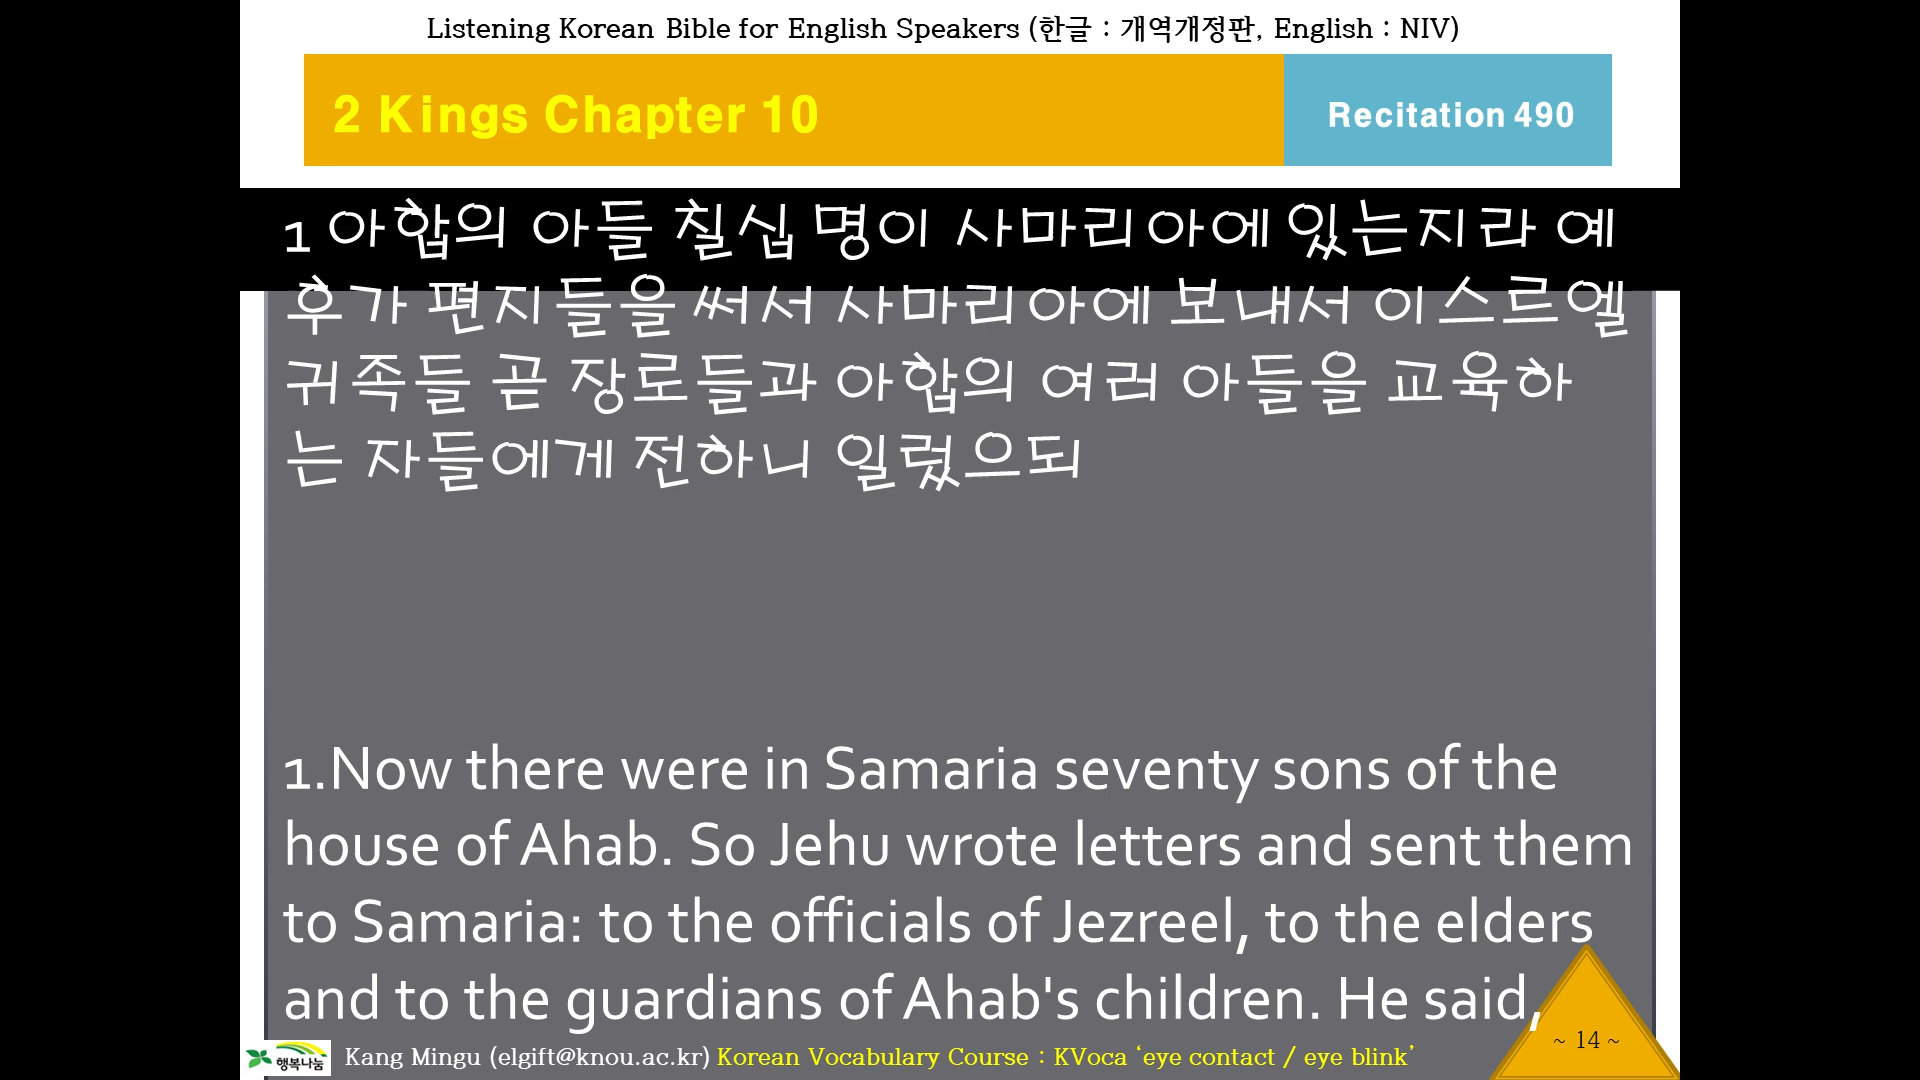 Listening Korean Bible for English Speakers (한글 : 개역개정판, English : NIV)
2 Kings Chapter 10
Recitation 490
1 아합의 아들 칠십 명이 사마리아에 있는지라 예
후가 편지들을 써서 사마리아에 보내서 이스르엘
귀족들 곧 장로들과 아합의 여러 아들을 교육하
는 자들에게 전하니 일렀으되
1.Now there were in Samaria seventy sons of the
house of Ahab. So Jehu wrote letters and sent them
to Samaria: to the officials of Jezreel, to the elders
and to the guardians of Ahab's children. He said,
~ 14 ~
행복나눔
Kang Mingu (elgift@knou.ac.kr) Korean Vocabulary Course : KVoca ‘eye contact / eye blink’